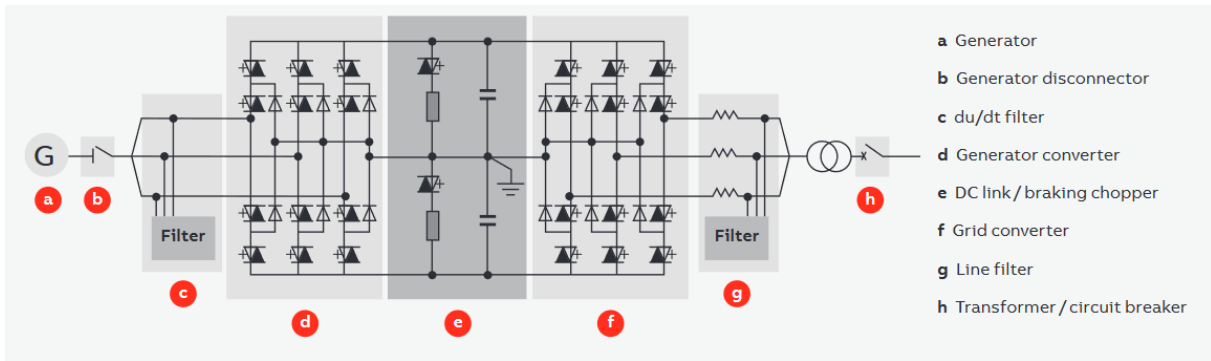 G
Filter
Filter
a
b
c
d
e
f
g
h
a Generator
b Generator disconnector
c du/dt filter
d Generator converter
e DC link / braking chopper
f Grid converter
g Line filter
h Transformer / circuit breaker